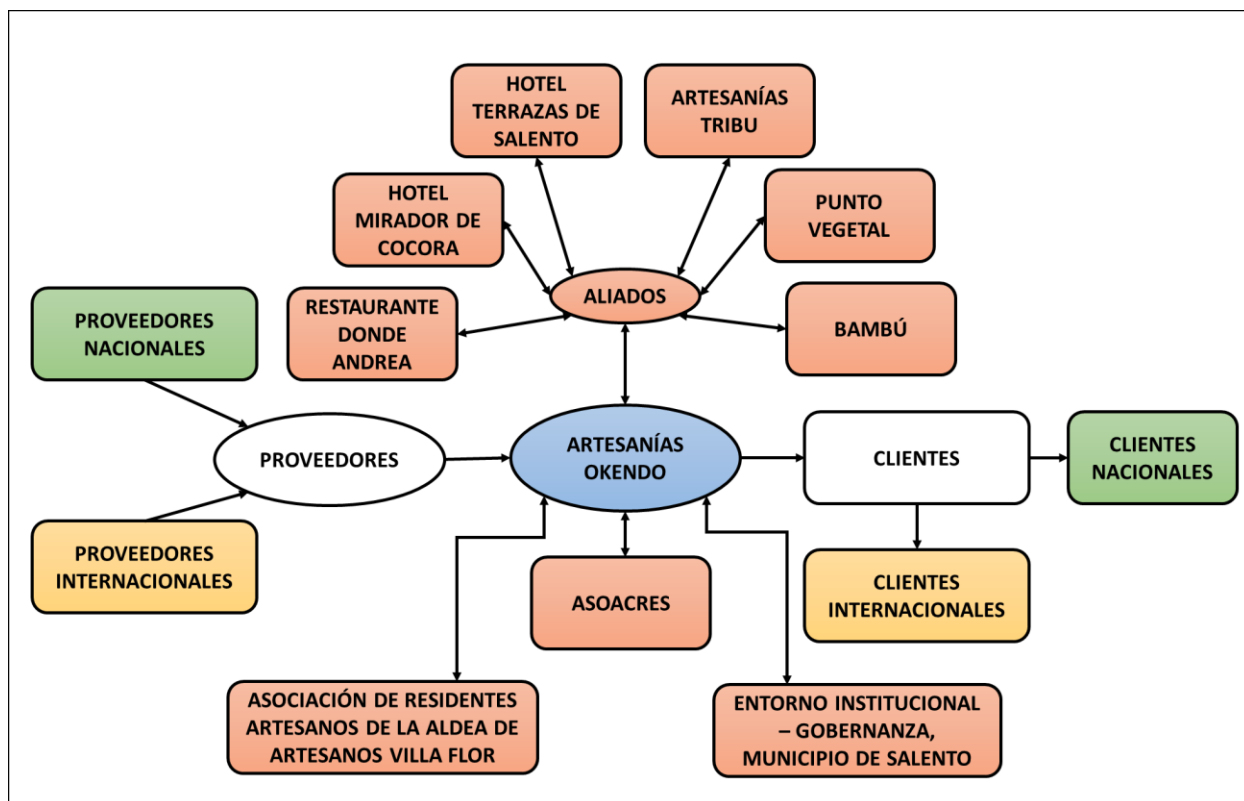 HOTEL
TERRAZAS DE
SALENTO
ARTESANÍAS
TRIBU
HOTEL
MIRADOR DE
COCORA
PUNTO
VEGETAL
ALIADOS
RESTAURANTE
DONDE
ANDREA
BAMBÚ
PROVEEDORES
NACIONALES
PROVEEDORES
ARTESANÍAS
OKENDO
CLIENTES
CLIENTES
NACIONALES
PROVEEDORES
INTERNACIONALES
ASOACRES
CLIENTES
INTERNACIONALES
ASOCIACIÓN DE RESIDENTES
ARTESANOS DE LA ALDEA DE
ARTESANOS VILLA FLOR
ENTORNO INSTITUCIONAL
– GOBERNANZA,
MUNICIPIO DE SALENTO